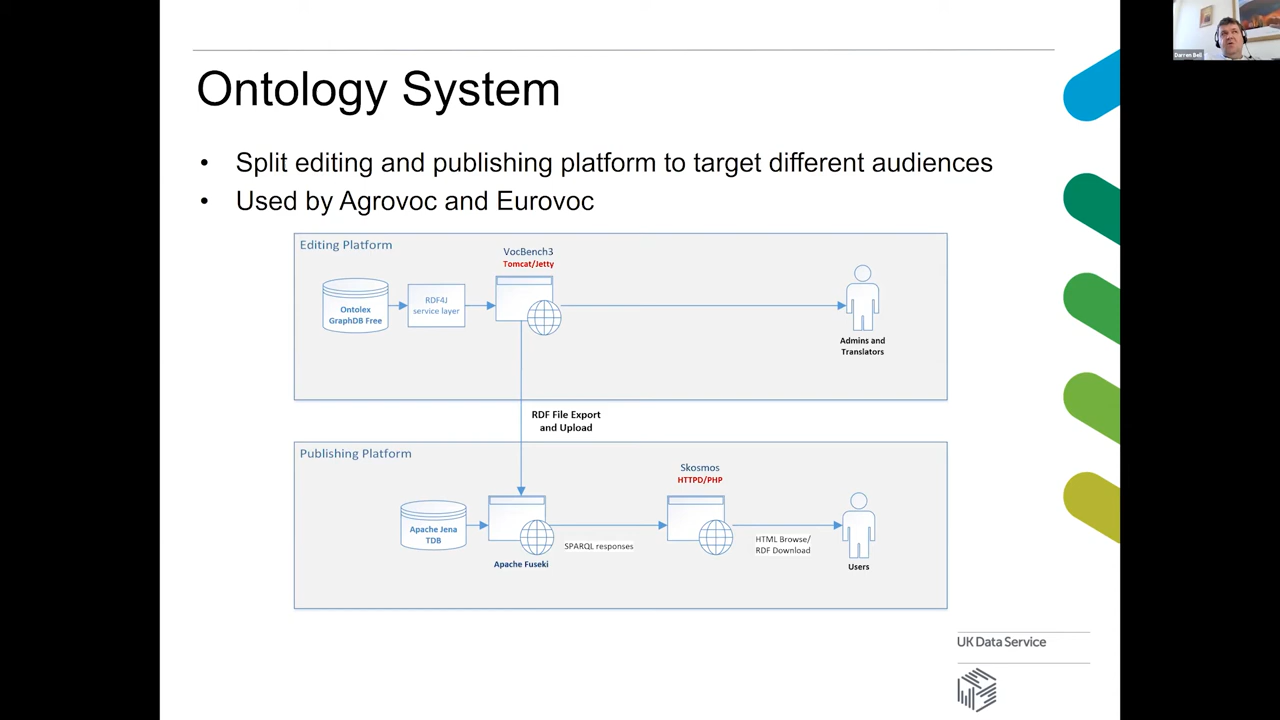 Darren Bell
Ontology System
• Split editing and publishing platform to target different audiences
• Used by Agrovoc and Eurovoc
Editing Platform
VocBench3
Tomcat/Jetty
Ontolex
GraphDB Free
RDF4J
service layer
Admins and
Translators
RDF File Export
and Upload
Publishing Platform
Skosmos
HTTPD/PHP
Apache Jena
TDB
SPARQL responses
HTML Browse/
RDF Download
Apache Fuseki
Users
UK Data Service